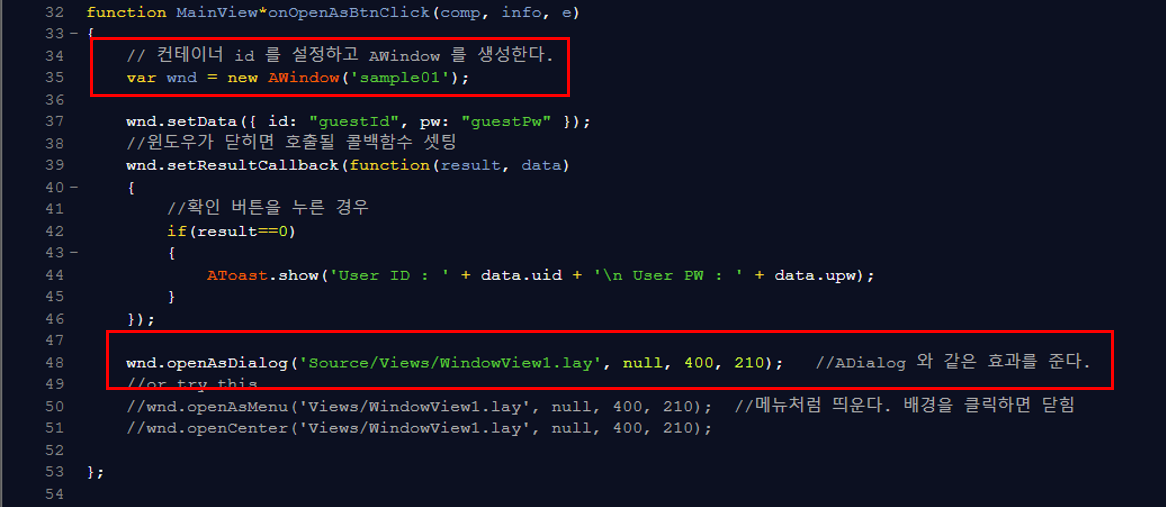 32 function MainView*onOpenAsBtnClick(comp, info, e)
33 - {
34 // 컨테이너 id 를 설정하고 AWindow 를 생성한다.
35 var wnd = new AWindow('sample01');
36
37 wnd.setData({ id: "guestId", pw: "guestPw" });
38 //윈도우가 닫히면 호출될 콜백함수 셋팅
39 wnd.setResultCallback(function(result, data)
40 - {
41 //확인 버튼을 누른 경우
42 if(result==0)
43 - {
44 AToast.show('User ID : ' + data.uid + '\n User PW : ' + data.upw);
45 }
46 });
47
48 wnd.openAsDialog('Source/Views/WindowView1.lay', null, 400, 210); //ADialog 와 같은 효과를 준다.
49 //or try this
50 //wnd.openAsMenu('Views/WindowView1.lay', null, 400, 210); //메뉴처럼 띄운다. 배경을 클릭하면 닫힘
51 //wnd.openCenter('Views/WindowView1.lay', null, 400, 210);
52
53 };
54